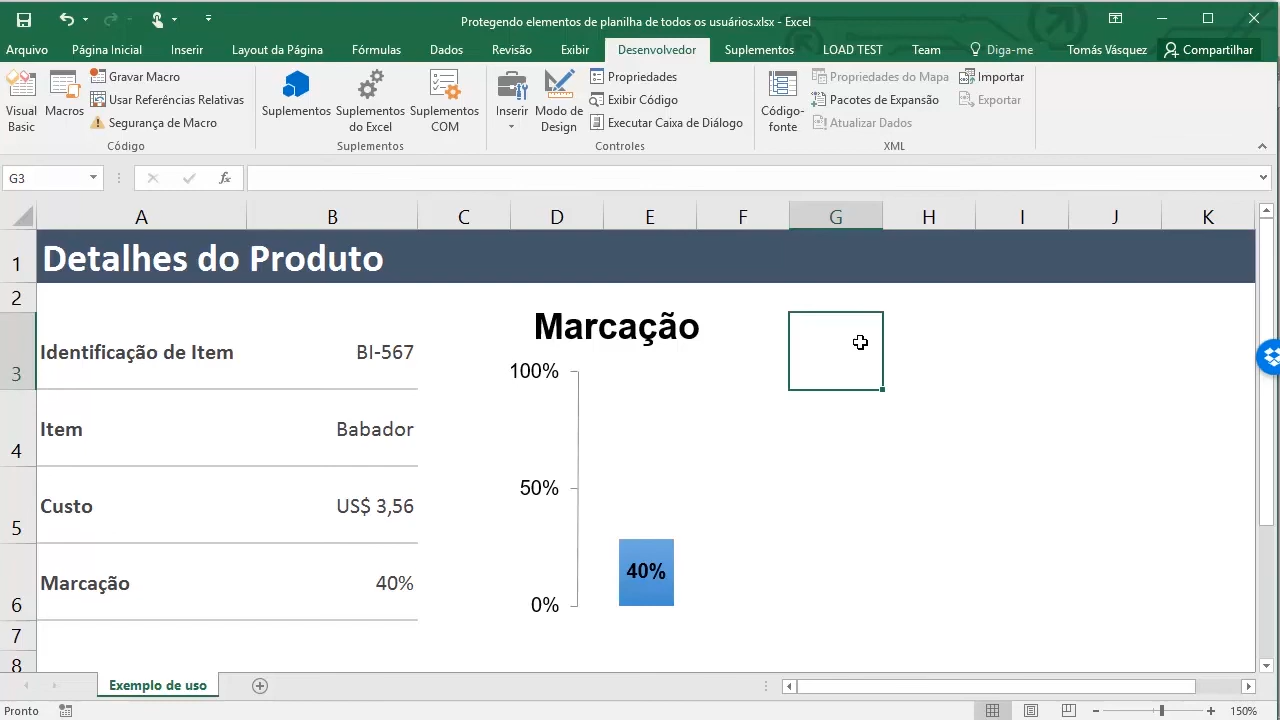 Protegendo elementos de planilha de todos os usuários.xlsx - Excel
Arquivo Página Inicial Inserir Layout da Página Fórmulas Dados Revisão Exibir Desenvolvedor Suplementos LOAD TEST Team Diga-me Tomás Vásquez Compartilhar
Visual Basic
Macros
Gravar Macro
Usar Referências Relativas
Segurança de Macro
Código
Suplementos
Suplementos do Excel
Suplementos COM
Suplementos
Inserir
Modo de Design
Propriedades
Exibir Código
Executar Caixa de Diálogo
Controles
Código-fonte
Propriedades do Mapa
Pacotes de Expansão
Atualizar Dados
Importar
Exportar
XML
G3 fx
A B C D E F G H I J K
1 Detalhes do Produto
2
Marcação
3 Identificação de Item BI-567
100%
4 Item Babador
50%
5 Custo US$ 3,56
40%
6 Marcação 40%
0%
7
8
Exemplo de uso
Pronto 150%